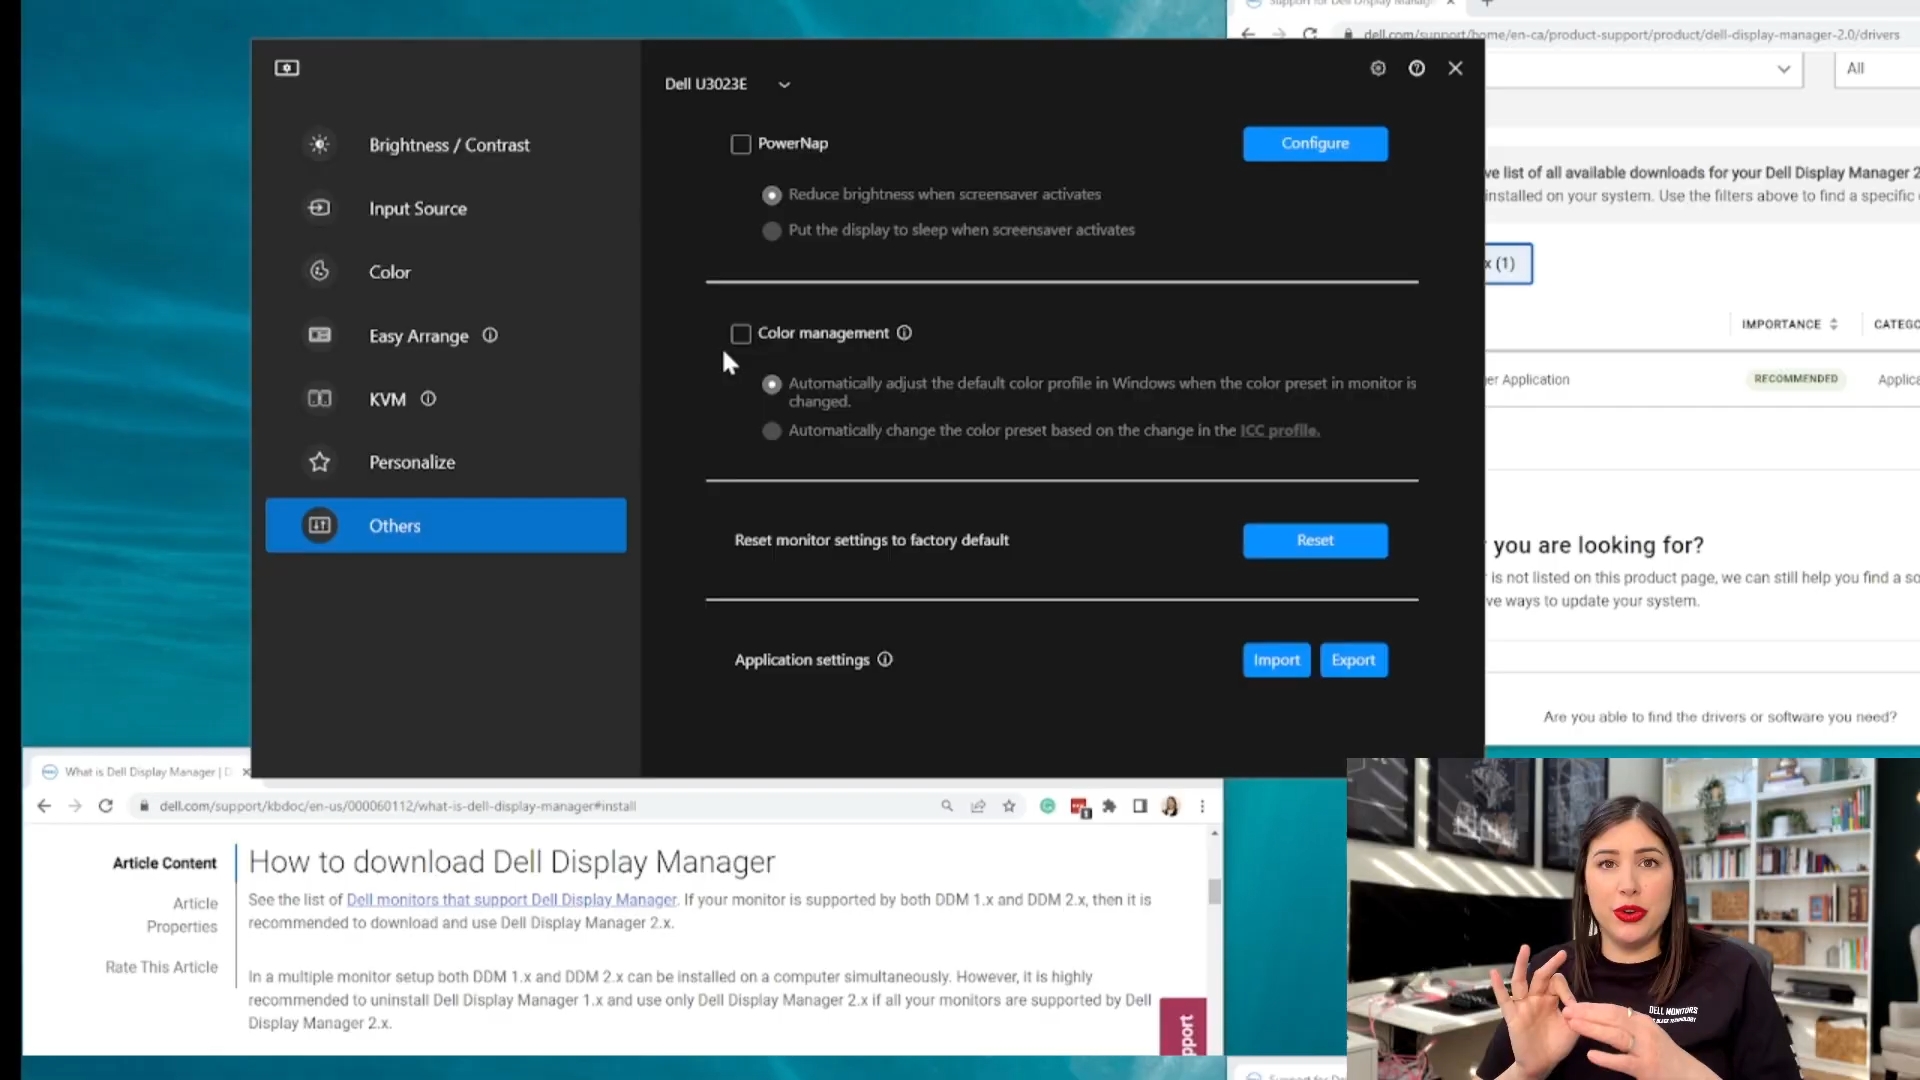 Support for Dell Display Manag
dell.com/support/home/en-ca/product-support/product/dell-display-manager-2.0/drivers
All
Dell U3023E
Brightness / Contrast
Input Source
Color
Easy Arrange
KVM
Personalize
Others
PowerNap
Configure
Reduce brightness when screensaver activates
Put the display to sleep when screensaver activates
Color management
Automatically adjust the default color profile in Windows when the color preset in monitor is
changed.
Automatically change the color preset based on the change in the ICC profile.
Reset monitor settings to factory default
Reset
Application settings
Import
Export
ve list of all available downloads for your Dell Display Manager 2
installed on your system. Use the filters above to find a specific
x (1)
IMPORTANCE
CATEGO
er Application
RECOMMENDED
Applica
you are looking for?
is not listed on this product page, we can still help you find a so
ve ways to update your system.
Are you able to find the drivers or software you need?
What is Dell Display Manager | D
dell.com/support/kbdoc/en-us/000060112/what-is-dell-display-manager#install
Article Content
Article
Properties
Rate This Article
How to download Dell Display Manager
See the list of Dell monitors that support Dell Display Manager. If your monitor is supported by both DDM 1.x and DDM 2.x, then it is
recommended to download and use Dell Display Manager 2.x.
In a multiple monitor setup both DDM 1.x and DDM 2.x can be installed on a computer simultaneously. However, it is highly
recommended to uninstall Dell Display Manager 1.x and use only Dell Display Manager 2.x if all your monitors are supported by Dell
Display Manager 2.x.
pport
DELL MONITORS
Support for De